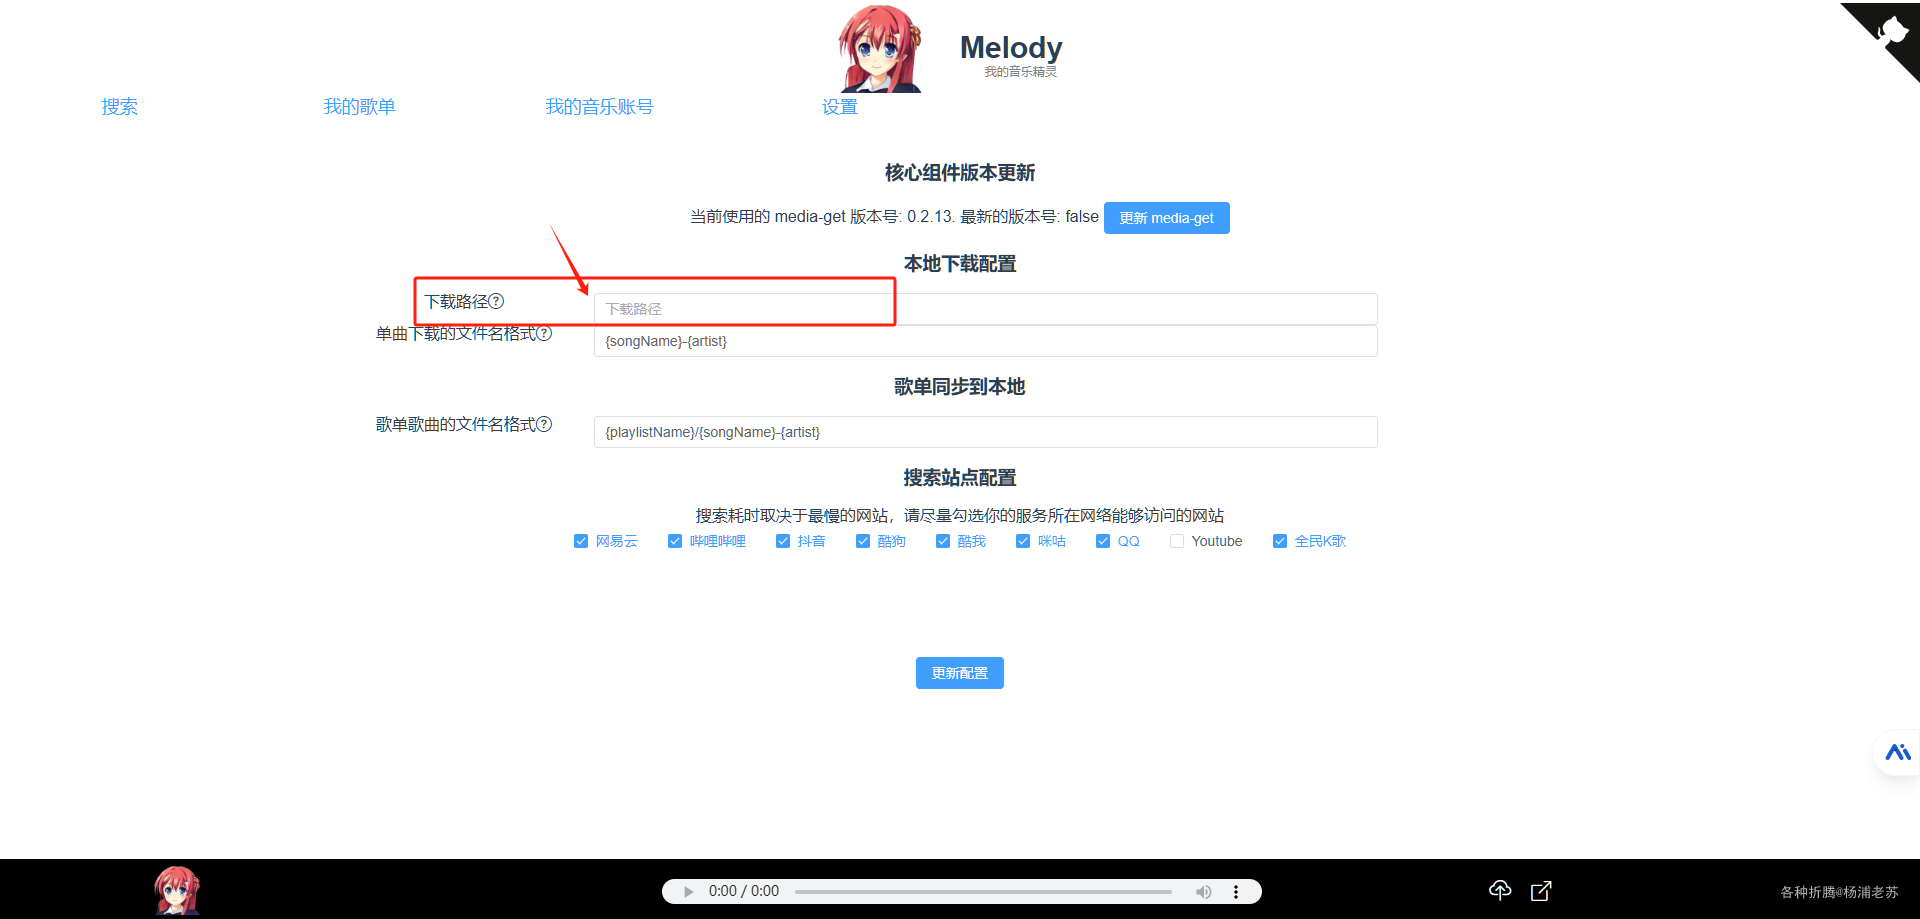 Melody
我的音乐精灵
搜索 我的歌单 我的音乐账号 设置
核心组件版本更新
当前使用的 media-get 版本号: 0.2.13. 最新的版本号: false 更新 media-get
本地下载配置
下载路径? 下载路径
单曲下载的文件名格式? {songName}-{artist}
歌单同步到本地
歌单歌曲的文件名格式? {playlistName}/{songName}-{artist}
搜索站点配置
搜索耗时取决于最慢的网站，请尽量勾选你的服务所在网络能够访问的网站
网易云 哔哩哔哩 抖音 酷狗 酷我 咪咕 QQ Youtube 全民K歌
更新配置
0:00 / 0:00
各种折腾@杨浦老苏